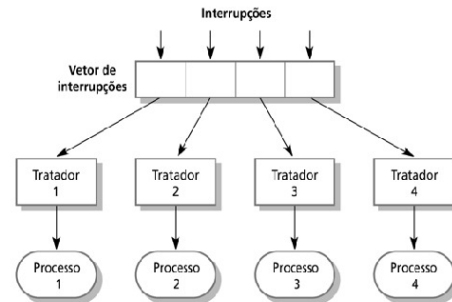 Interrupções
Vetor de
interrupções
Tratador
1
Tratador
2
Tratador
3
Tratador
4
Processo
1
Processo
2
Processo
3
Processo
4